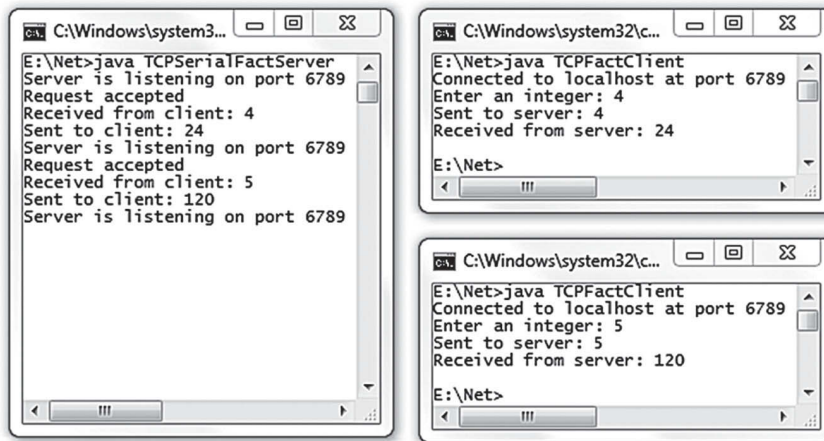 C:\Windows\system3...
E:\Net>java TCPSerialFactServer
Server is listening on port 6789
Request accepted
Received from client: 4
Sent to client: 24
Server is listening on port 6789
Request accepted
Received from client: 5
Sent to client: 120
Server is listening on port 6789
C:\Windows\system32\c...
E:\Net>java TCPFactClient
Connected to localhost at port 6789
Enter an integer: 4
Sent to server: 4
Received from server: 24
E:\Net>
C:\Windows\system32\c...
E:\Net>java TCPFactClient
Connected to localhost at port 6789
Enter an integer: 5
Sent to server: 5
Received from server: 120
E:\Net>